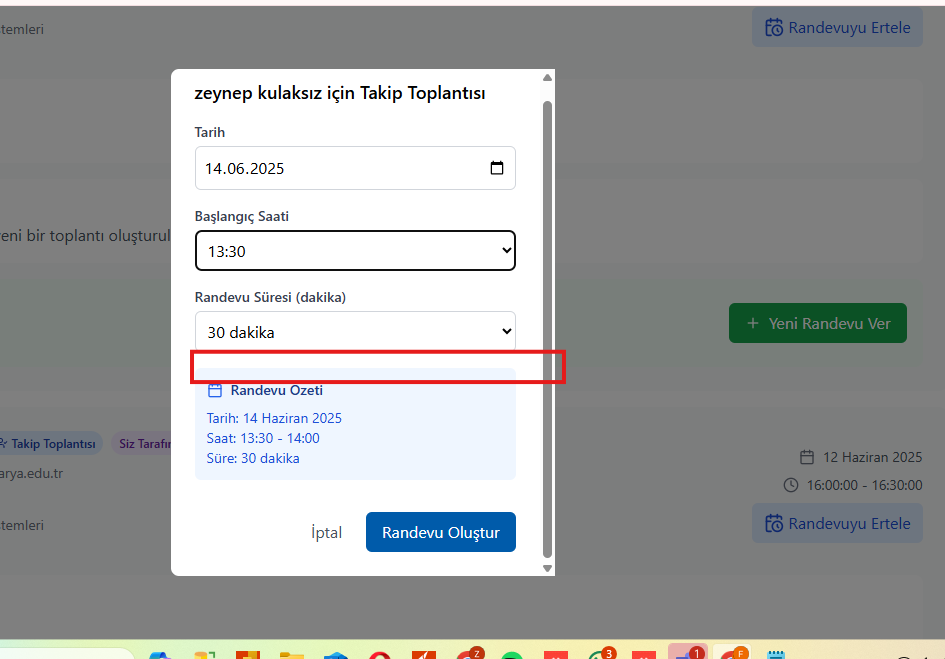 temleri
Randevuyu Ertele
zeynep kulaksız için Takip Toplantısı
Tarih
14.06.2025
Başlangıç Saati
eni bir toplantı oluşturul
13:30
Randevu Süresi (dakika)
30 dakika
+ Yeni Randevu Ver
Randevu Özeti
Tarih: 14 Haziran 2025
Saat: 13:30 - 14:00
Süre: 30 dakika
Takip Toplantısı
Siz Tarafı
arya.edu.tr
12 Haziran 2025
16:00:00 - 16:30:00
temleri
Randevuyu Ertele
İptal
Randevu Oluştur
Z
3
1
F